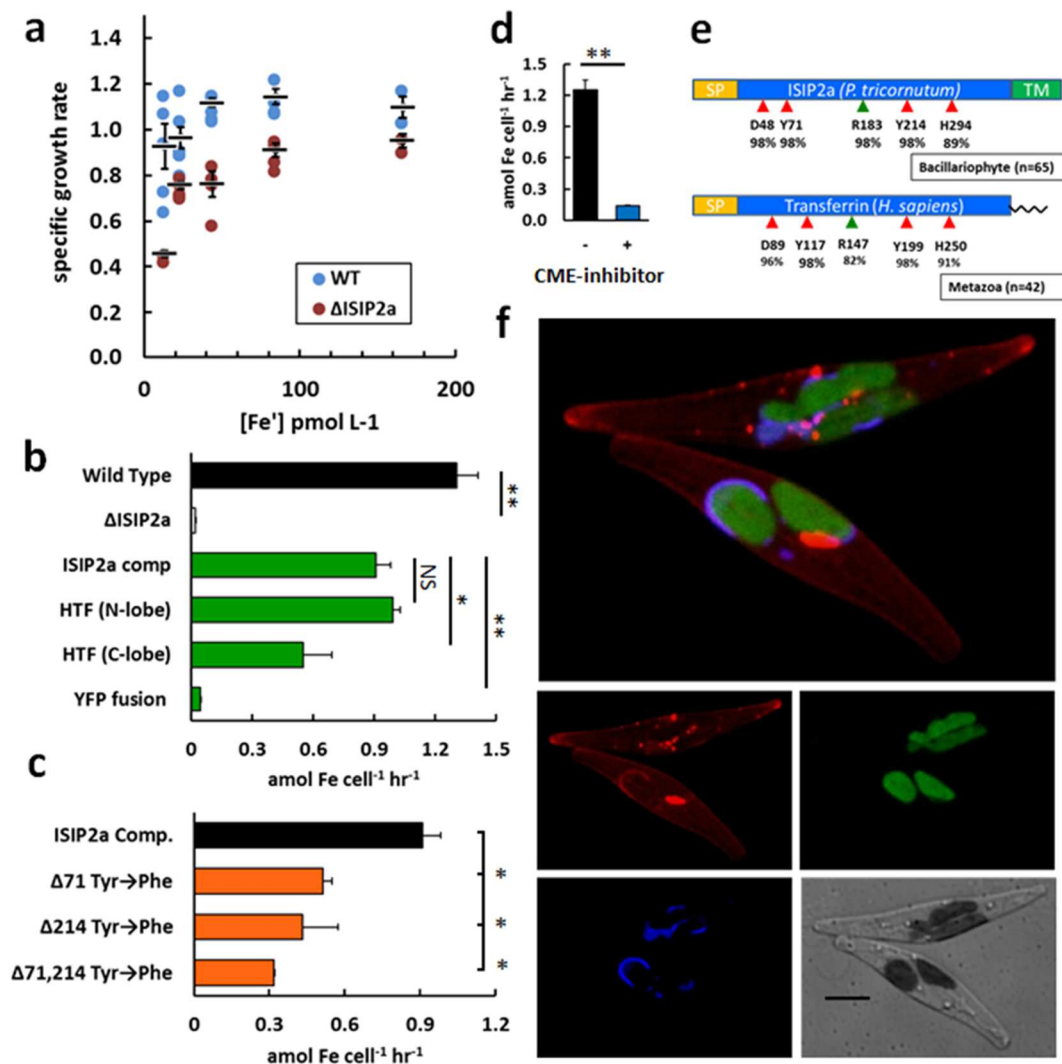 a
specific growth rate
1.4
1.2
1.0
0.8
0.6
0.4
0.2
0.0
0 100 200
[Fe'] pmol L-1
WT
ΔISIP2a
b
Wild Type
ΔISIP2a
ISIP2a comp
HTF (N-lobe)
HTF (C-lobe)
YFP fusion
**
NS
*
**
0 0.3 0.6 0.9 1.2 1.5
amol Fe cell⁻¹ hr⁻¹
c
ISIP2a Comp.
Δ71 Tyr→Phe
Δ214 Tyr→Phe
Δ71,214 Tyr→Phe
*
*
*
0 0.3 0.6 0.9 1.2
amol Fe cell⁻¹ hr⁻¹
d
**
amol Fe cell⁻¹ hr⁻¹
1.5
1.2
0.9
0.6
0.3
0.0
- +
CME-inhibitor
e
SP ISIP2a (P. tricornutum) TM
D48 Y71 R183 Y214 H294
98% 98% 98% 98% 89%
Bacillariophyte (n=65)
SP Transferrin (H. sapiens)
D89 Y117 R147 Y199 H250
96% 98% 82% 98% 91%
Metazoa (n=42)
f